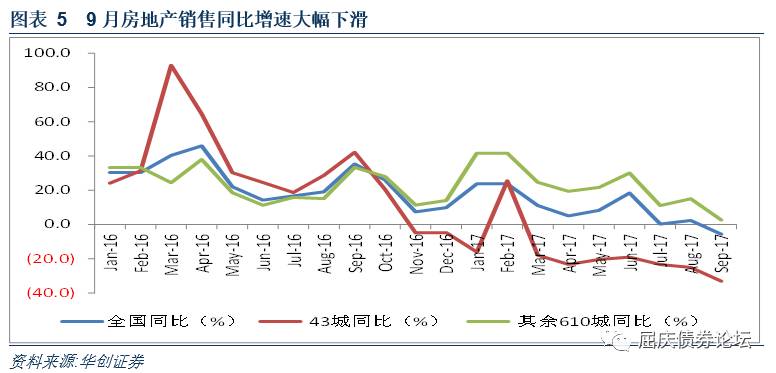 图表 5 9月房地产销售同比增速大幅下滑
100.0
80.0
60.0
40.0
20.0
0.0
(20.0)
(40.0)
Jan-16
Feb-16
Mar-16
Apr-16
May-16
Jun-16
Jul-16
Aug-16
Sep-16
Oct-16
Nov-16
Dec-16
Jan-17
Feb-17
Mar-17
Apr-17
May-17
Jun-17
Jul-17
Aug-17
Sep-17
全国同比（%）
43城同比（%）
其余610城同比（%）
屈庆债券论坛
资料来源:华创证券